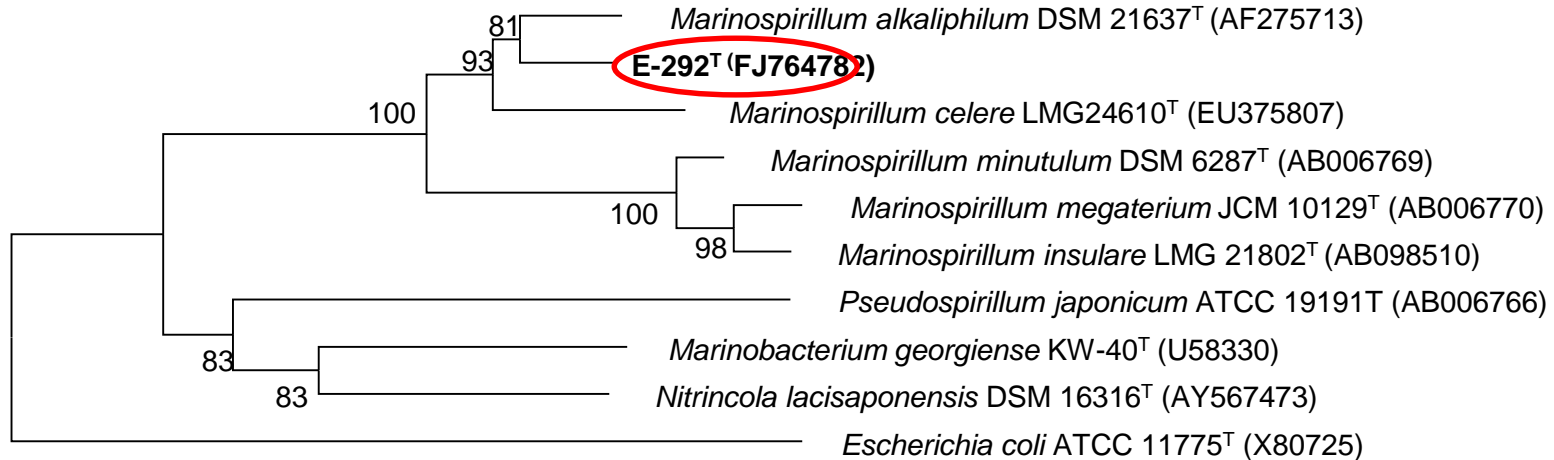 81
Marinospirillum alkaliphilum DSM 21637ᵀ (AF275713)
93
E-292ᵀ (FJ764782)
100
Marinospirillum celere LMG24610ᵀ (EU375807)
Marinospirillum minutulum DSM 6287ᵀ (AB006769)
100
Marinospirillum megaterium JCM 10129ᵀ (AB006770)
98
Marinospirillum insulare LMG 21802ᵀ (AB098510)
Pseudospirillum japonicum ATCC 19191T (AB006766)
83
Marinobacterium georgiense KW-40ᵀ (U58330)
83
Nitrincola lacisaponensis DSM 16316ᵀ (AY567473)
Escherichia coli ATCC 11775ᵀ (X80725)